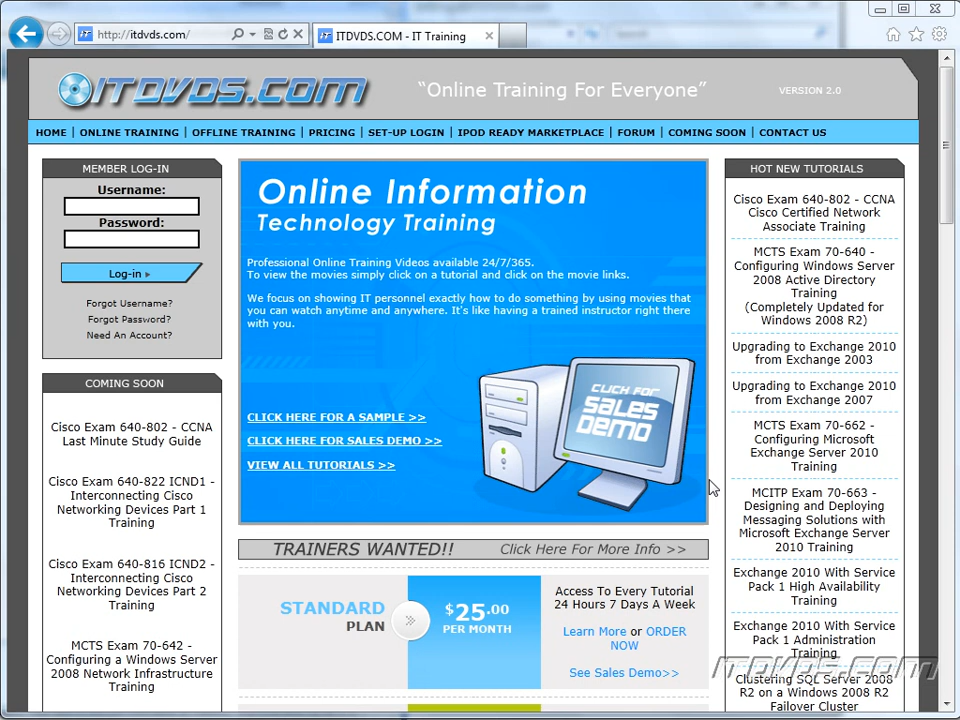 http://itdvds.com/
ITDVDS.COM - IT Training
ITDVDS.COM
“Online Training For Everyone”
VERSION 2.0
HOME | ONLINE TRAINING | OFFLINE TRAINING | PRICING | SET-UP LOGIN | IPOD READY MARKETPLACE | FORUM | COMING SOON | CONTACT US
MEMBER LOG-IN
Username:
Password:
Log-in
Forgot Username?
Forgot Password?
Need An Account?
COMING SOON
Cisco Exam 640-802 - CCNA
Last Minute Study Guide
Cisco Exam 640-822 ICND1 -
Interconnecting Cisco
Networking Devices Part 1
Training
Cisco Exam 640-816 ICND2 -
Interconnecting Cisco
Networking Devices Part 2
Training
MCTS Exam 70-642 -
Configuring a Windows Server
2008 Network Infrastructure
Training
Online Information
Technology Training
Professional Online Training Videos available 24/7/365.
To view the movies simply click on a tutorial and click on the movie links.
We focus on showing IT personnel exactly how to do something by using movies that
you can watch anytime and anywhere. It's like having a trained instructor right there
with you.
CLICK HERE FOR A SAMPLE >>
CLICK HERE FOR SALES DEMO >>
VIEW ALL TUTORIALS >>
CLICK FOR
SALES
DEMO
TRAINERS WANTED!! Click Here For More Info >>
STANDARD
PLAN
$25.00
PER MONTH
Access To Every Tutorial
24 Hours 7 Days A Week
Learn More or ORDER
NOW
See Sales Demo>>
HOT NEW TUTORIALS
Cisco Exam 640-802 - CCNA
Cisco Certified Network
Associate Training
MCTS Exam 70-640 -
Configuring Windows Server
2008 Active Directory
Training
(Completely Updated for
Windows 2008 R2)
Upgrading to Exchange 2010
from Exchange 2003
Upgrading to Exchange 2010
from Exchange 2007
MCTS Exam 70-662 -
Configuring Microsoft
Exchange Server 2010
Training
MCITP Exam 70-663 -
Designing and Deploying
Messaging Solutions with
Microsoft Exchange Server
2010 Training
Exchange 2010 With Service
Pack 1 High Availability
Training
Exchange 2010 With Service
Pack 1 Administration
Training
Clustering SQL Server 2008
R2 on a Windows 2008 R2
Failover Cluster
ITDVDS.COM